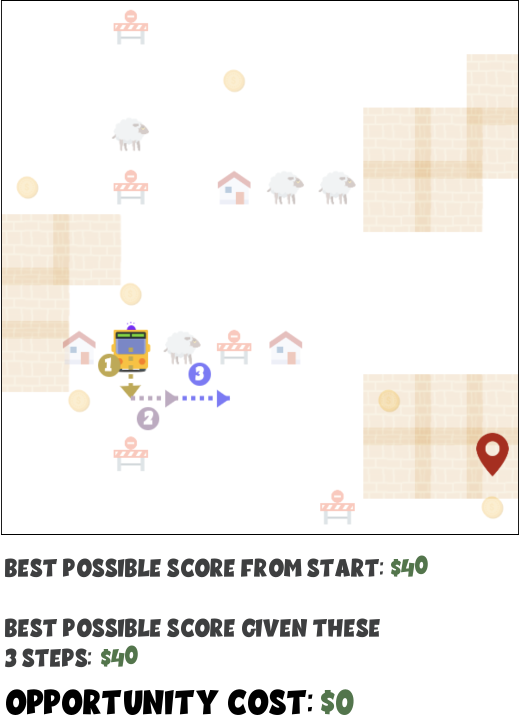 1
3
2
BEST POSSIBLE SCORE FROM START: $40
BEST POSSIBLE SCORE GIVEN THESE
3 STEPS: $40
OPPORTUNITY COST: $0